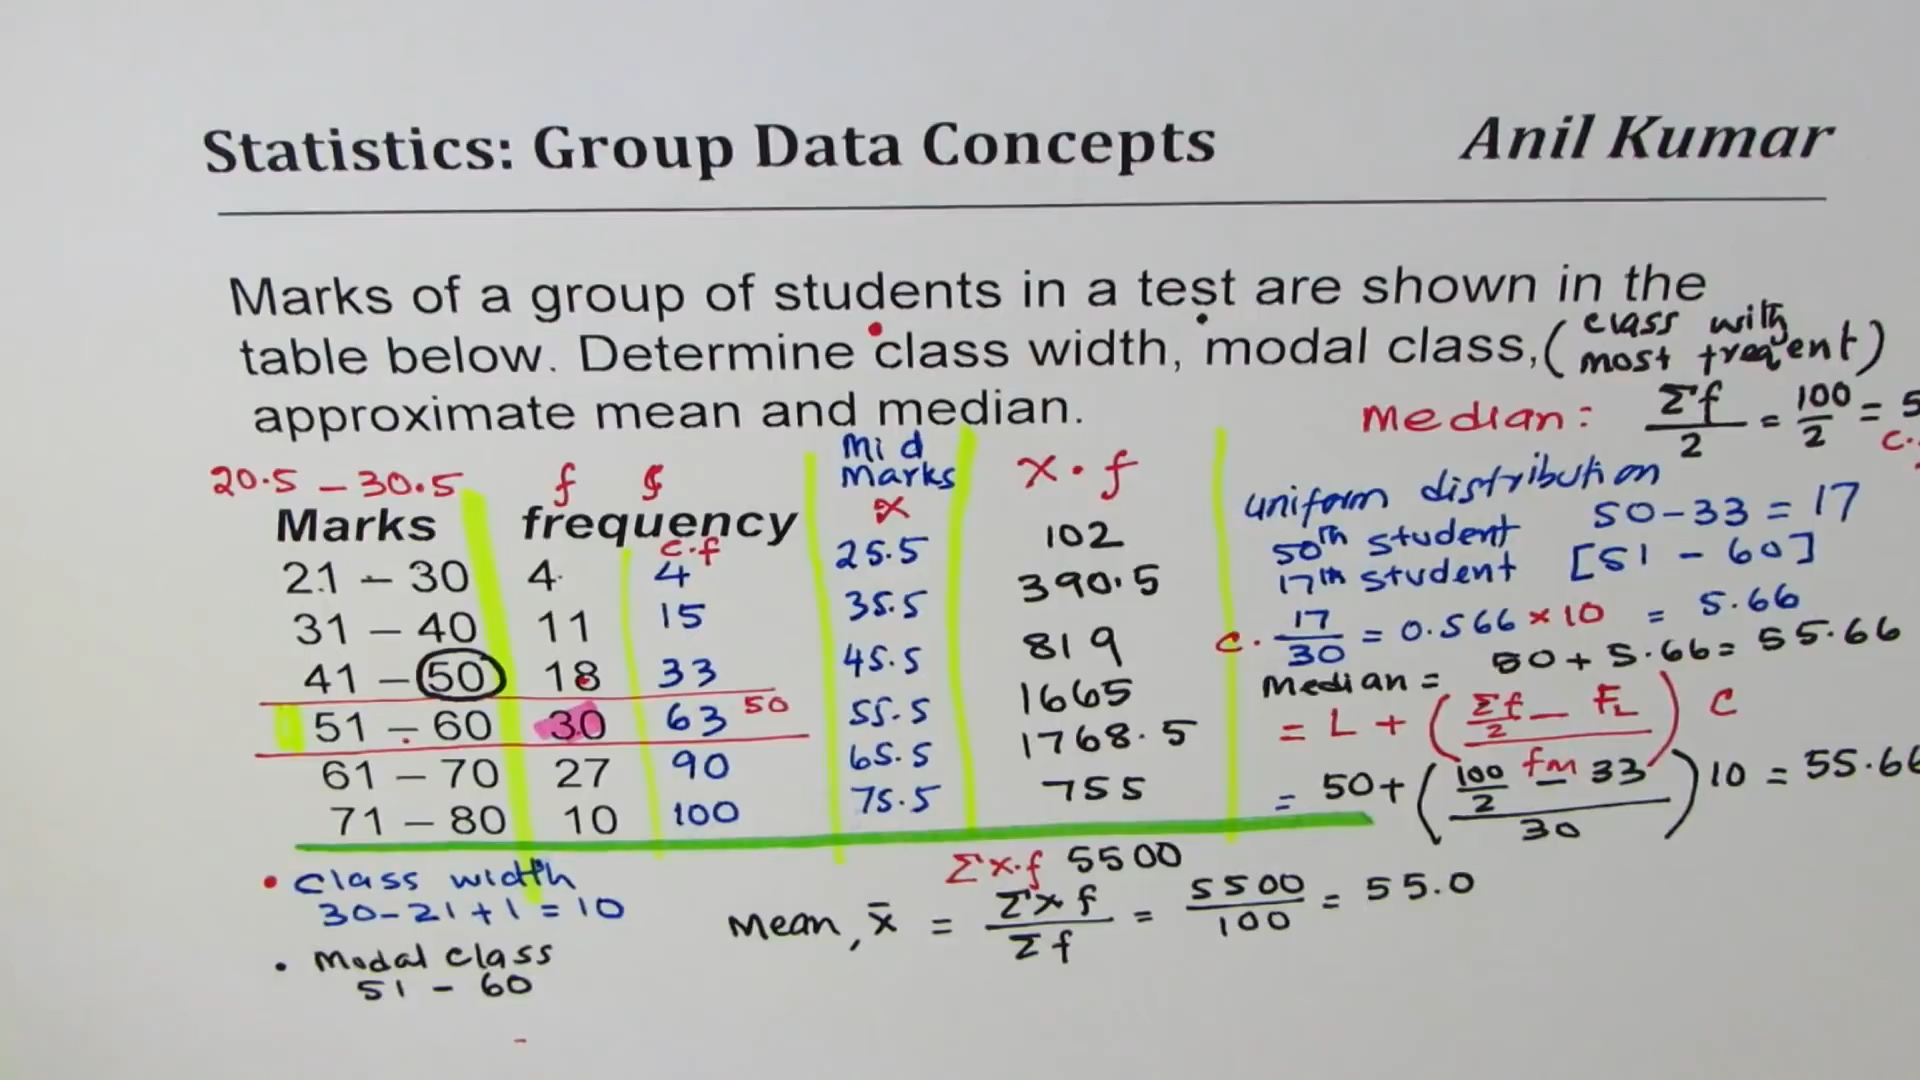 Statistics: Group Data Concepts Anil Kumar
Marks of a group of students in a test are shown in the
table below. Determine class width, modal class, (class with most frequent)
approximate mean and median.
20.5 - 30.5 f Mid Marks x x.f
Marks frequency c.f
21 - 30 4 4 25.5 102
31 - 40 11 15 35.5 390.5
41 - 50 18 33 45.5 819
51 - 60 30 63 50 55.5 1665
61 - 70 27 90 65.5 1768.5
71 - 80 10 100 75.5 755
Σx.f 5500
• class width
30-21+1 = 10
• Modal class
51 - 60
Mean, x̄ = Σxf/Σf = 5500/100 = 55.0
Median: Σf/2 = 100/2 = 5
c.
uniform distribution
50th student 50-33 = 17
17th student [51 - 60]
c. 17/30 = 0.566 x 10 = 5.66
Median = 50 + 5.66 = 55.66
= L + (Σf/2 - FL / fm) C
= 50 + (100/2 - 33 / 30) 10 = 55.66